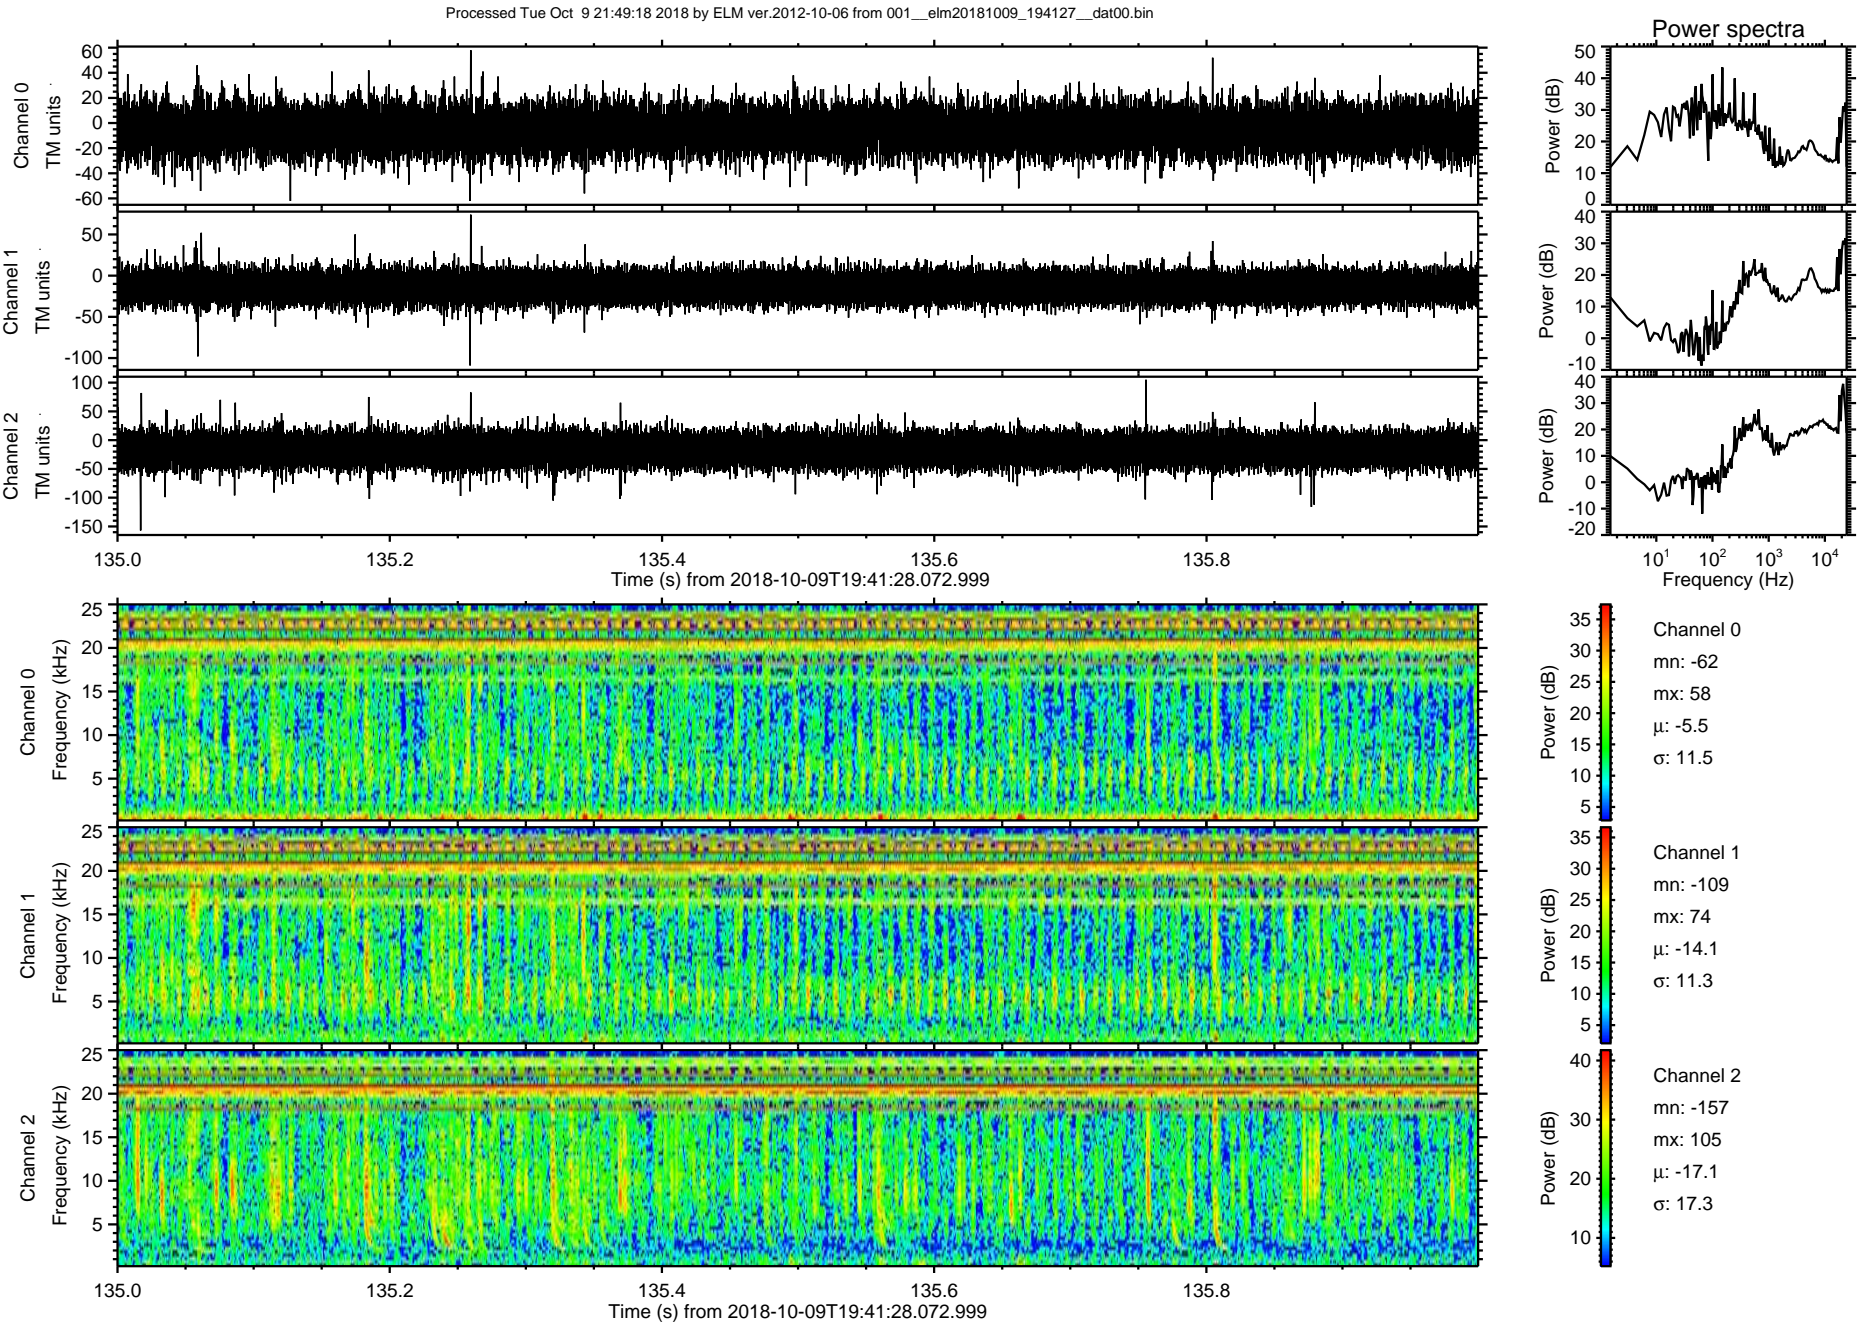 Processed Tue Oct  9 21:49:18 2018 by ELM ver.2012-10-06 from 001__elm20181009_194127__dat00.bin
Power spectra
Channel 0
TM units
60
40
20
0
-20
-40
-60
Power (dB)
50
40
30
20
10
0
Channel 1
TM units
50
0
-50
-100
Power (dB)
40
30
20
10
0
-10
Channel 2
TM units
100
50
0
-50
-100
-150
Power (dB)
40
30
20
10
0
-10
-20
135.0 135.2 135.4 135.6 135.8
Time (s) from 2018-10-09T19:41:28.072.999
10¹ 10² 10³ 10⁴
Frequency (Hz)
Channel 0
Frequency (kHz)
25
20
15
10
5
Power (dB)
35
30
25
20
15
10
5
Channel 0
mn: -62
mx: 58
μ: -5.5
σ: 11.5
Channel 1
Frequency (kHz)
25
20
15
10
5
Power (dB)
35
30
25
20
15
10
5
Channel 1
mn: -109
mx: 74
μ: -14.1
σ: 11.3
Channel 2
Frequency (kHz)
25
20
15
10
5
Power (dB)
40
30
20
10
Channel 2
mn: -157
mx: 105
μ: -17.1
σ: 17.3
135.0 135.2 135.4 135.6 135.8
Time (s) from 2018-10-09T19:41:28.072.999